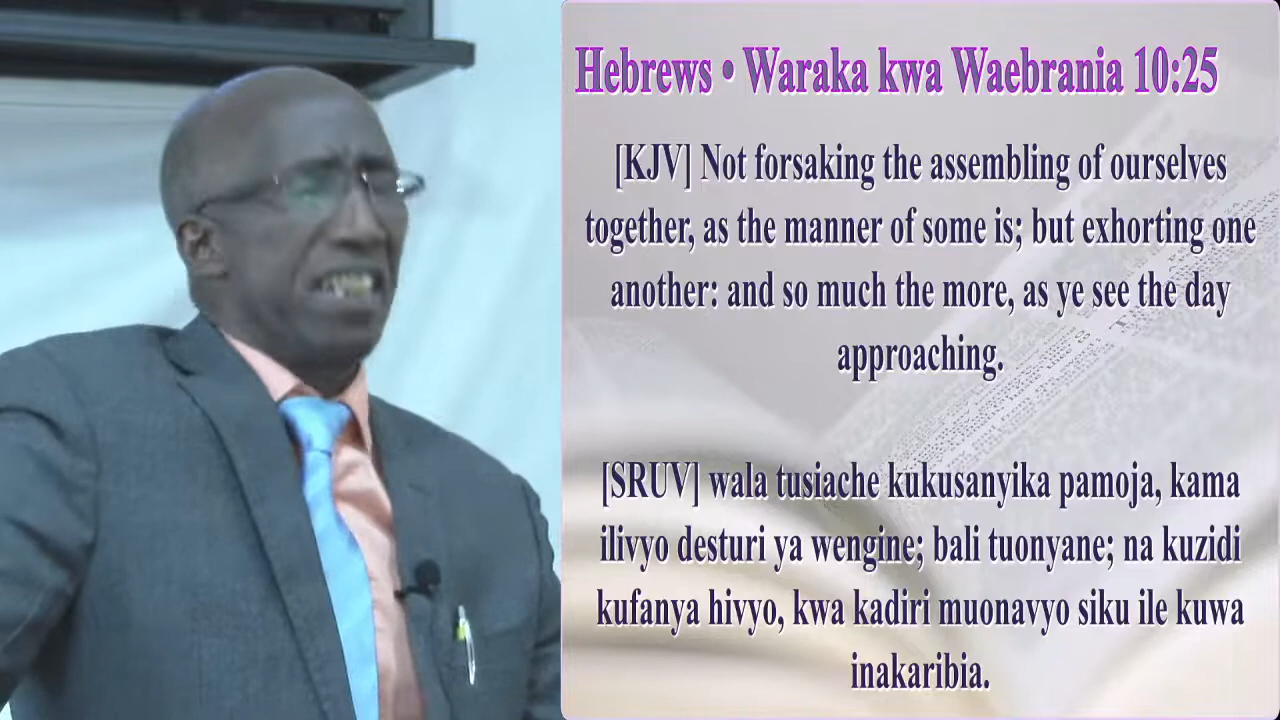 Hebrews • Waraka kwa Waebrania 10:25
[KJV] Not forsaking the assembling of ourselves
together, as the manner of some is; but exhorting one
another: and so much the more, as ye see the day
approaching.
[SRUV] wala tusiache kukusanyika pamoja, kama
ilivyo desturi ya wengine; bali tuonyane; na kuzidi
kufanya hivyo, kwa kadiri muonavyo siku ile kuwa
inakaribia.